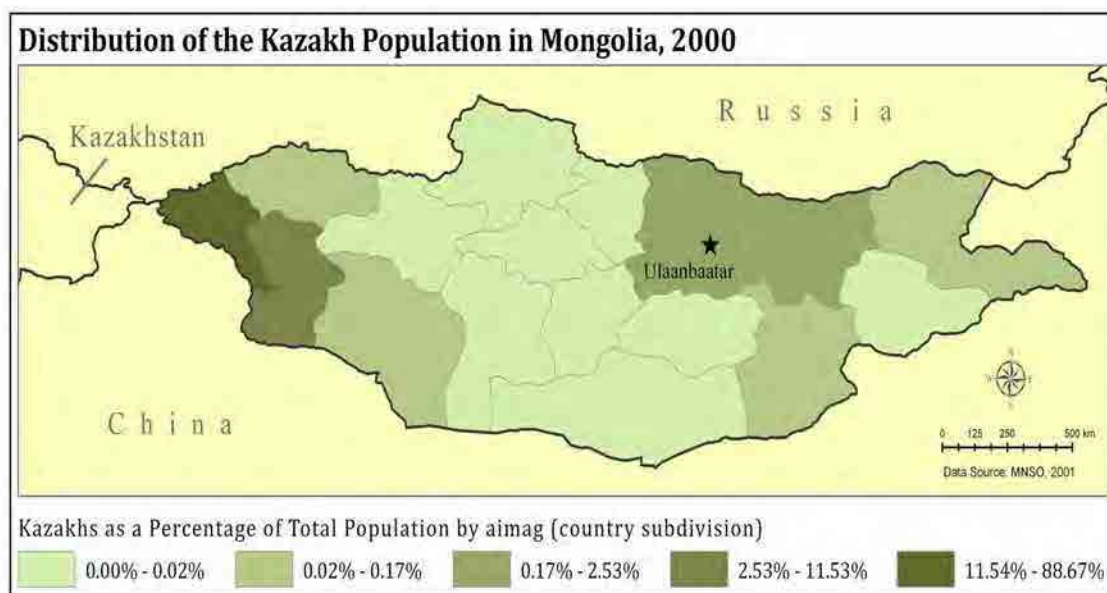 Distribution of the Kazakh Population in Mongolia, 2000
Russia
Kazakhstan
Ulaanbaatar
China
N
W E
S
0 125 250 500 km
Data Source: MNSO, 2001
Kazakhs as a Percentage of Total Population by aimag (country subdivision)
0.00% - 0.02% 0.02% - 0.17% 0.17% - 2.53% 2.53% - 11.53% 11.54% - 88.67%